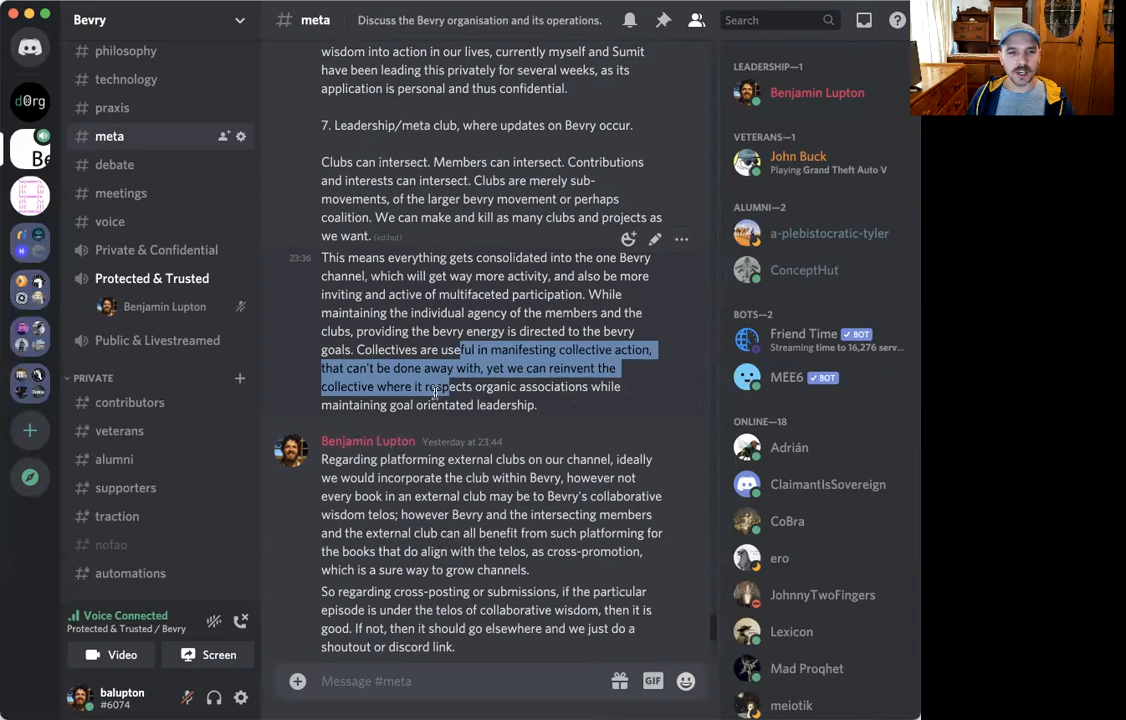 Bevry
# meta
Discuss the Bevry organisation and its operations.
Search
# philosophy
# technology
# praxis
# meta
# debate
# meetings
# voice
Private & Confidential
Protected & Trusted
Benjamin Lupton
Public & Livestreamed
PRIVATE
contributors
veterans
alumni
supporters
traction
nofap
automations
Voice Connected
Protected & Trusted / Bevry
Video
Screen
balupton
#6074
dOrg
Be
wisdom into action in our lives, currently myself and Sumit
have been leading this privately for several weeks, as its
application is personal and thus confidential.
7. Leadership/meta club, where updates on Bevry occur.
Clubs can intersect. Members can intersect. Contributions
and interests can intersect. Clubs are merely sub-
movements, of the larger bevry movement or perhaps
coalition. We can make and kill as many clubs and projects as
we want. (edited)
23:36
This means everything gets consolidated into the one Bevry
channel, which will get way more activity, and also be more
inviting and active of multifaceted participation. While
maintaining the individual agency of the members and the
clubs, providing the bevry energy is directed to the bevry
goals. Collectives are useful in manifesting collective action,
that can't be done away with, yet we can reinvent the
collective where it respects organic associations while
maintaining goal orientated leadership.
Benjamin Lupton Yesterday at 23:44
Regarding platforming external clubs on our channel, ideally
we would incorporate the club within Bevry, however not
every book in an external club may be to Bevry's collaborative
wisdom telos; however Bevry and the intersecting members
and the external club can all benefit from such platforming for
the books that do align with the telos, as cross-promotion,
which is a sure way to grow channels.
So regarding cross-posting or submissions, if the particular
episode is under the telos of collaborative wisdom, then it is
good. If not, then it should go elsewhere and we just do a
shoutout or discord link.
Message #meta
GIF
LEADERSHIP—1
Benjamin Lupton
VETERANS—1
John Buck
Playing Grand Theft Auto V
ALUMNI—2
a-plebistocratic-tyler
ConceptHut
BOTS—2
Friend Time ✓ BOT
Streaming time to 16,276 serv...
MEE6 ✓ BOT
ONLINE—18
Adrián
ClaimantIsSovereign
CoBra
ero
JohnnyTwoFingers
Lexicon
Mad Proqhet
meiotik